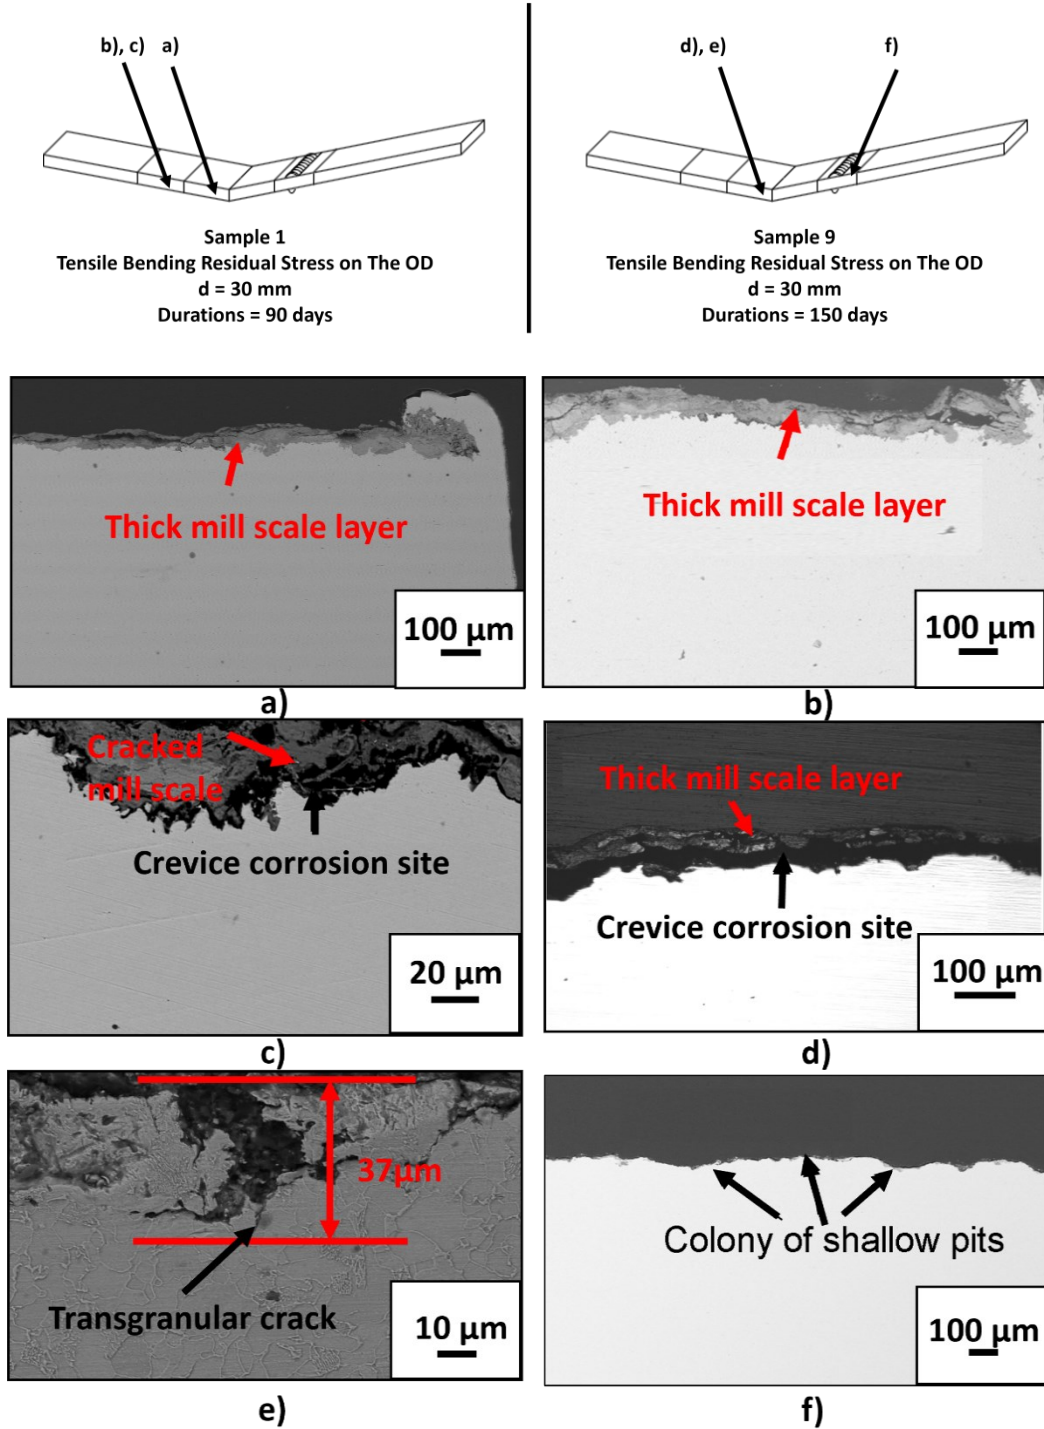 b), c) a)
Sample 1
Tensile Bending Residual Stress on The OD
d = 30 mm
Durations = 90 days
d), e) f)
Sample 9
Tensile Bending Residual Stress on The OD
d = 30 mm
Durations = 150 days
Thick mill scale layer
100 µm
a)
Thick mill scale layer
100 µm
b)
Cracked
mill scale
Crevice corrosion site
20 µm
c)
Thick mill scale layer
Crevice corrosion site
100 µm
d)
37µm
Transgranular crack
10 µm
e)
Colony of shallow pits
100 µm
f)